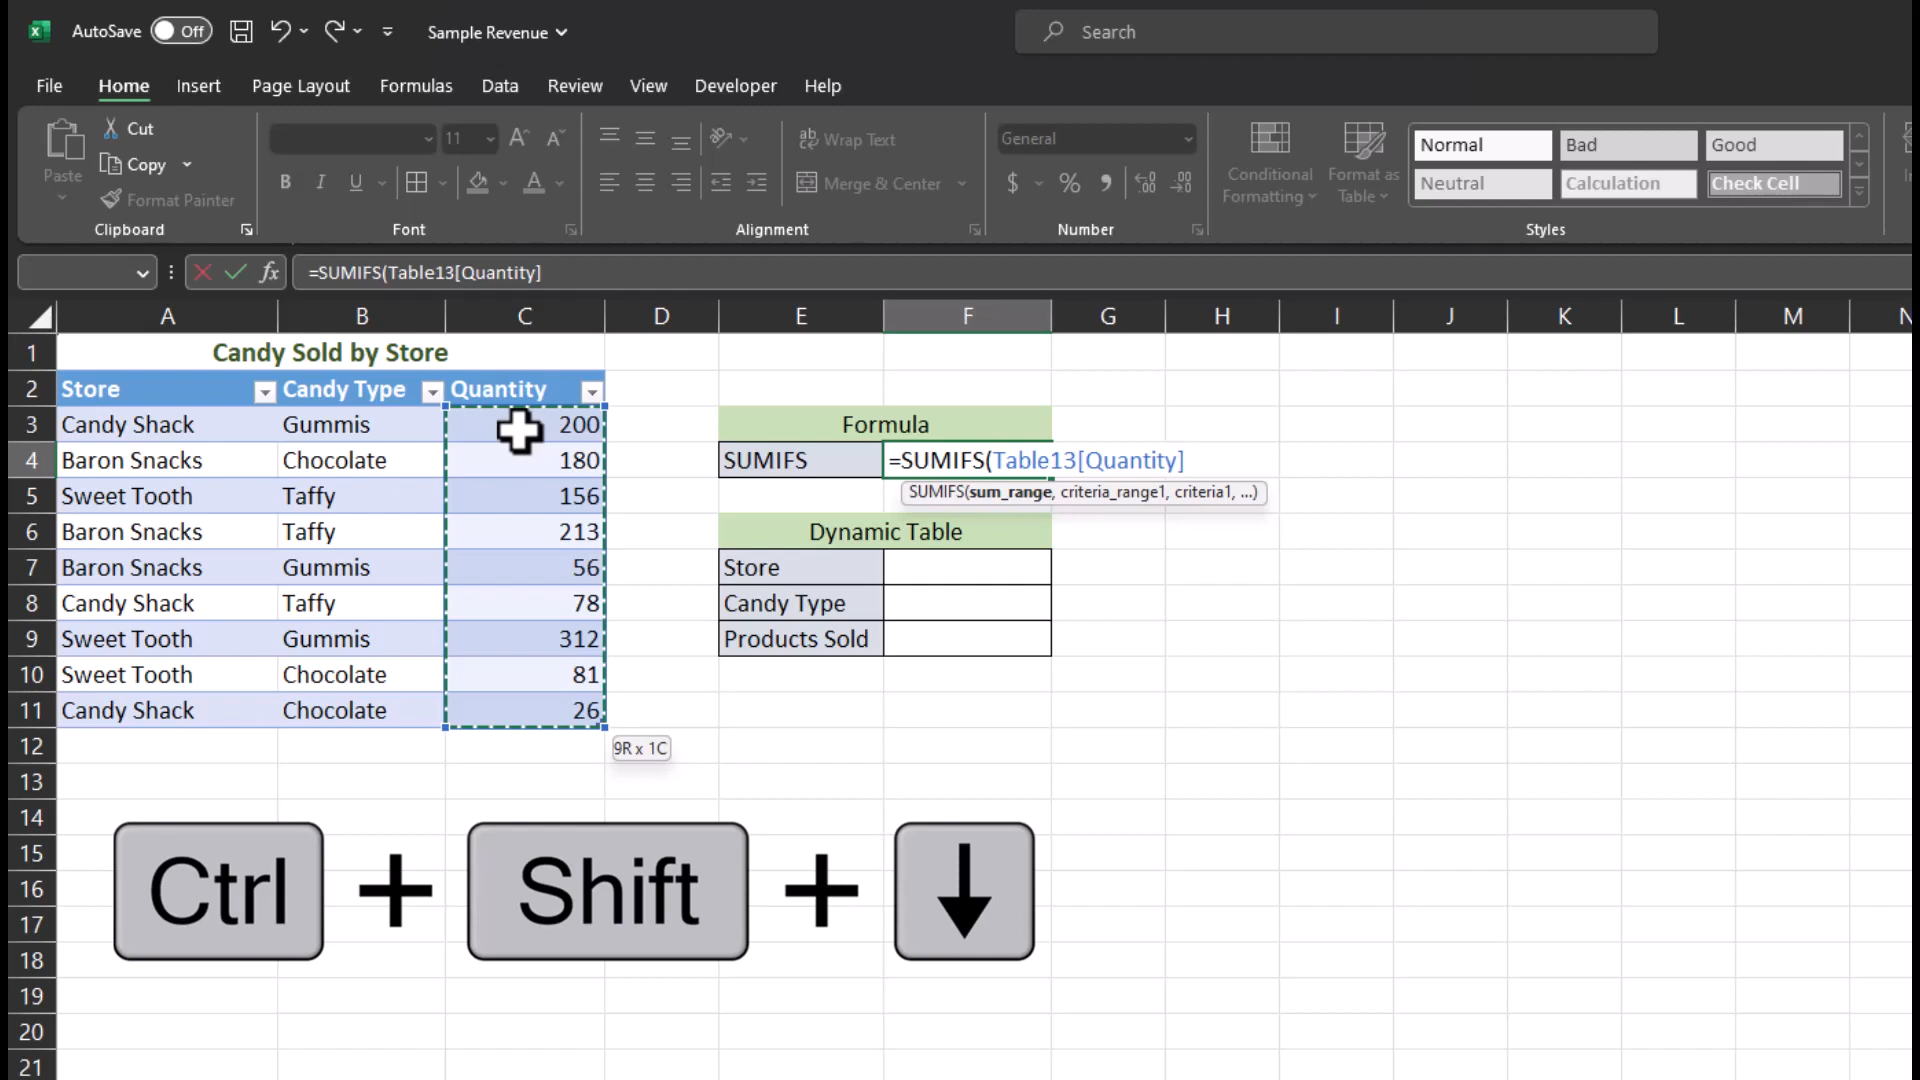 AutoSave Off Sample Revenue Search
File Home Insert Page Layout Formulas Data Review View Developer Help
Paste Cut Copy Format Painter Clipboard
11 B I U Font
Wrap Text Merge & Center Alignment
General $ % Number
Conditional Formatting Format as Table
Normal Bad Good
Neutral Calculation Check Cell
Styles
fx =SUMIFS(Table13[Quantity]
A B C D E F G H I J K L M N
1 Candy Sold by Store
2 Store Candy Type Quantity
3 Candy Shack Gummis 200 Formula
4 Baron Snacks Chocolate 180 SUMIFS =SUMIFS(Table13[Quantity]
5 Sweet Tooth Taffy 156 SUMIFS(sum_range, criteria_range1, criteria1, ...)
6 Baron Snacks Taffy 213 Dynamic Table
7 Baron Snacks Gummis 56 Store
8 Candy Shack Taffy 78 Candy Type
9 Sweet Tooth Gummis 312 Products Sold
10 Sweet Tooth Chocolate 81
11 Candy Shack Chocolate 26
12 9R x 1C
13
14
15
16 Ctrl + Shift + ↓
17
18
19
20
21